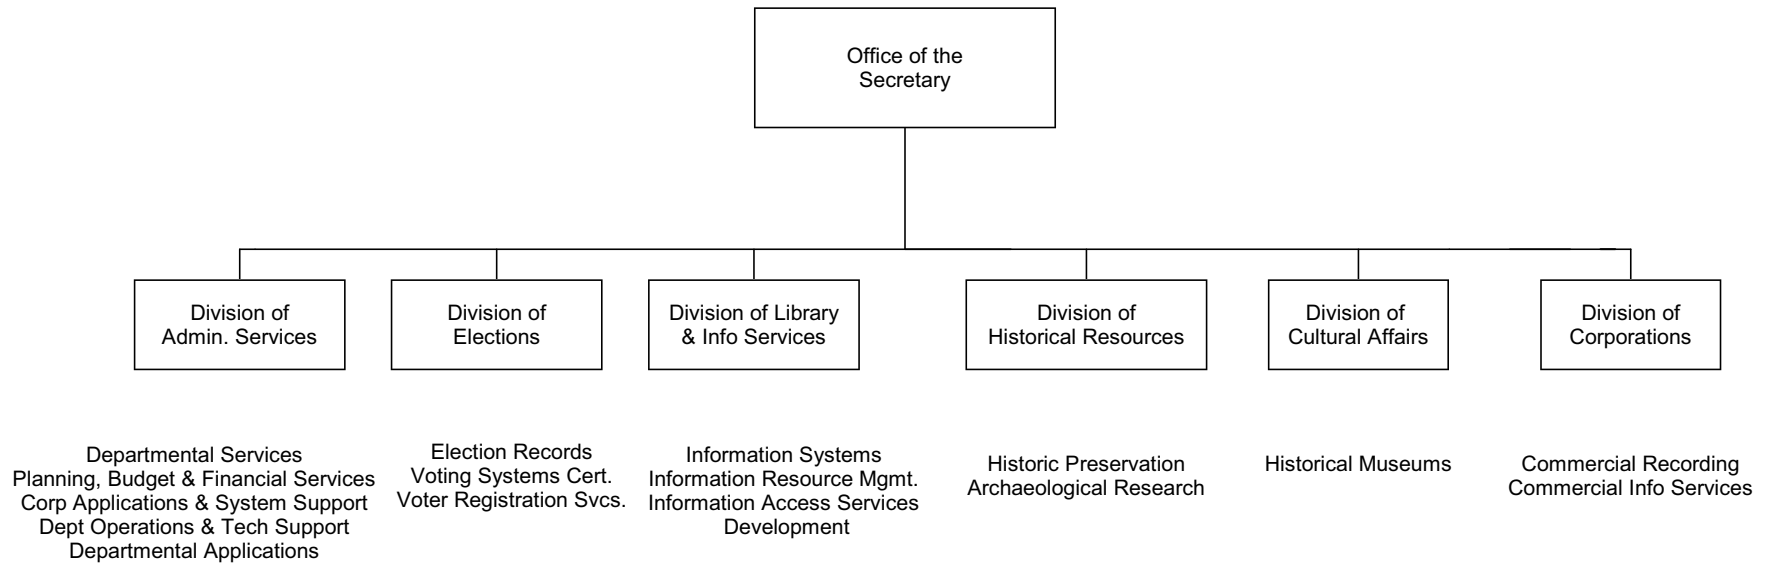 Office of the
Secretary
Division of
Admin. Services
Division of
Elections
Division of Library
& Info Services
Division of
Historical Resources
Division of
Cultural Affairs
Division of
Corporations
Departmental Services
Planning, Budget & Financial Services
Corp Applications & System Support
Dept Operations & Tech Support
Departmental Applications
Election Records
Voting Systems Cert.
Voter Registration Svcs.
Information Systems
Information Resource Mgmt.
Information Access Services
Development
Historic Preservation
Archaeological Research
Historical Museums
Commercial Recording
Commercial Info Services